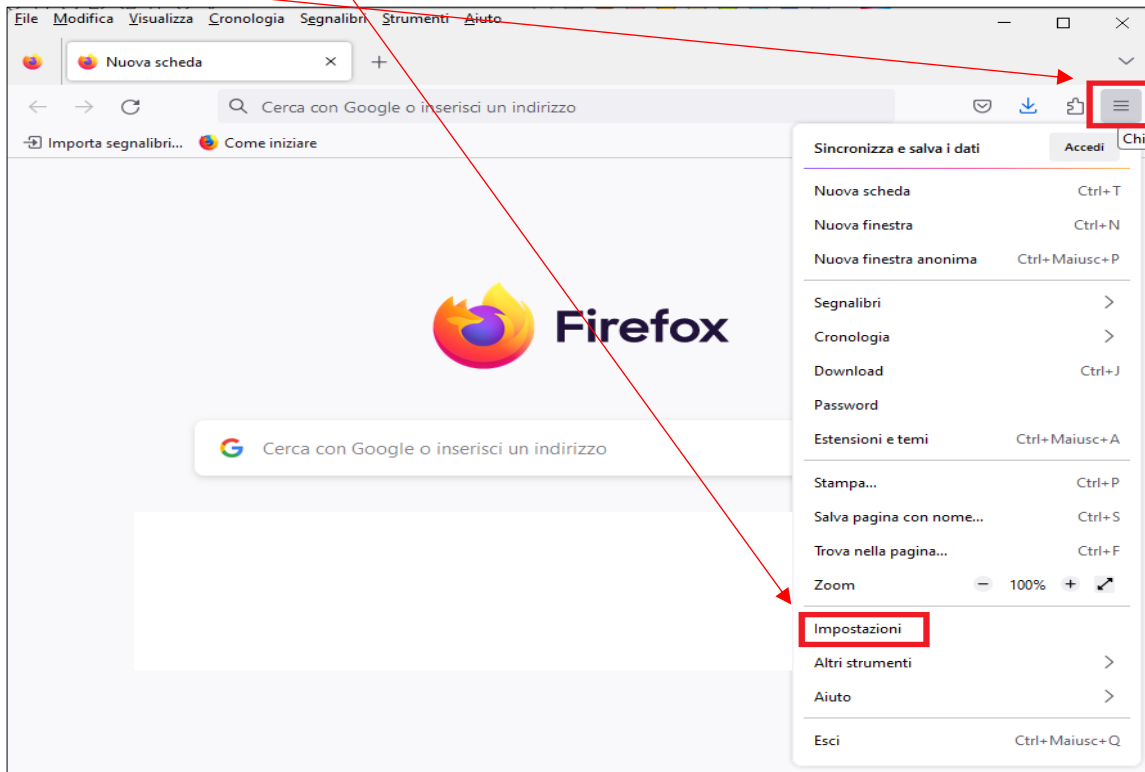 File Modifica Visualizza Cronologia Segnalibri Strumenti Aiuto
Nuova scheda
Cerca con Google o inserisci un indirizzo
Importa segnalibri... Come iniziare
Chi
Sincronizza e salva i dati Accedi
Nuova scheda Ctrl+T
Nuova finestra Ctrl+N
Nuova finestra anonima Ctrl+Maiusc+P
Segnalibri
Cronologia
Download Ctrl+J
Password
Estensioni e temi Ctrl+Maiusc+A
Stampa... Ctrl+P
Salva pagina con nome... Ctrl+S
Trova nella pagina... Ctrl+F
Zoom − 100% +
Impostazioni
Altri strumenti
Aiuto
Esci Ctrl+Maiusc+Q
Firefox
Cerca con Google o inserisci un indirizzo